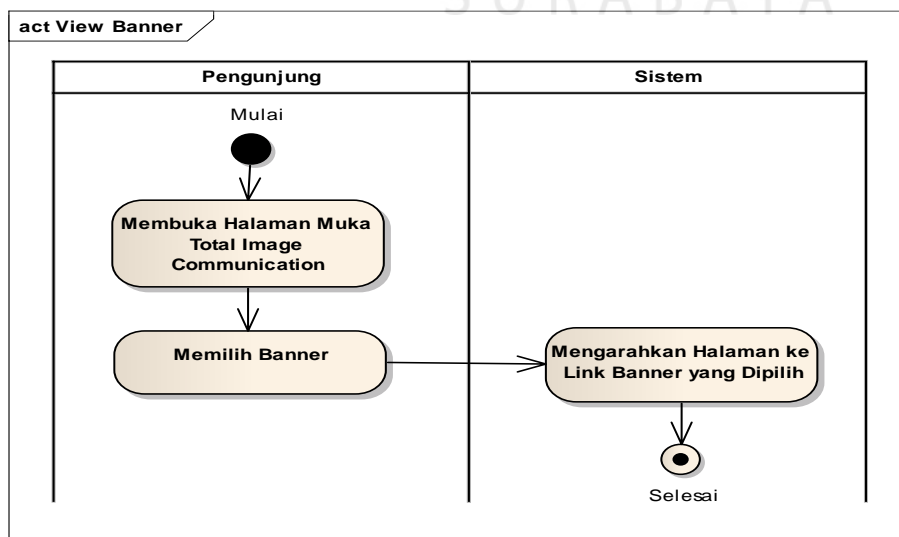 SURABAYA
act View Banner
Pengunjung
Sistem
Mulai
Membuka Halaman Muka
Total Image
Communication
Memilih Banner
Mengarahkan Halaman ke
Link Banner yang Dipilih
Selesai